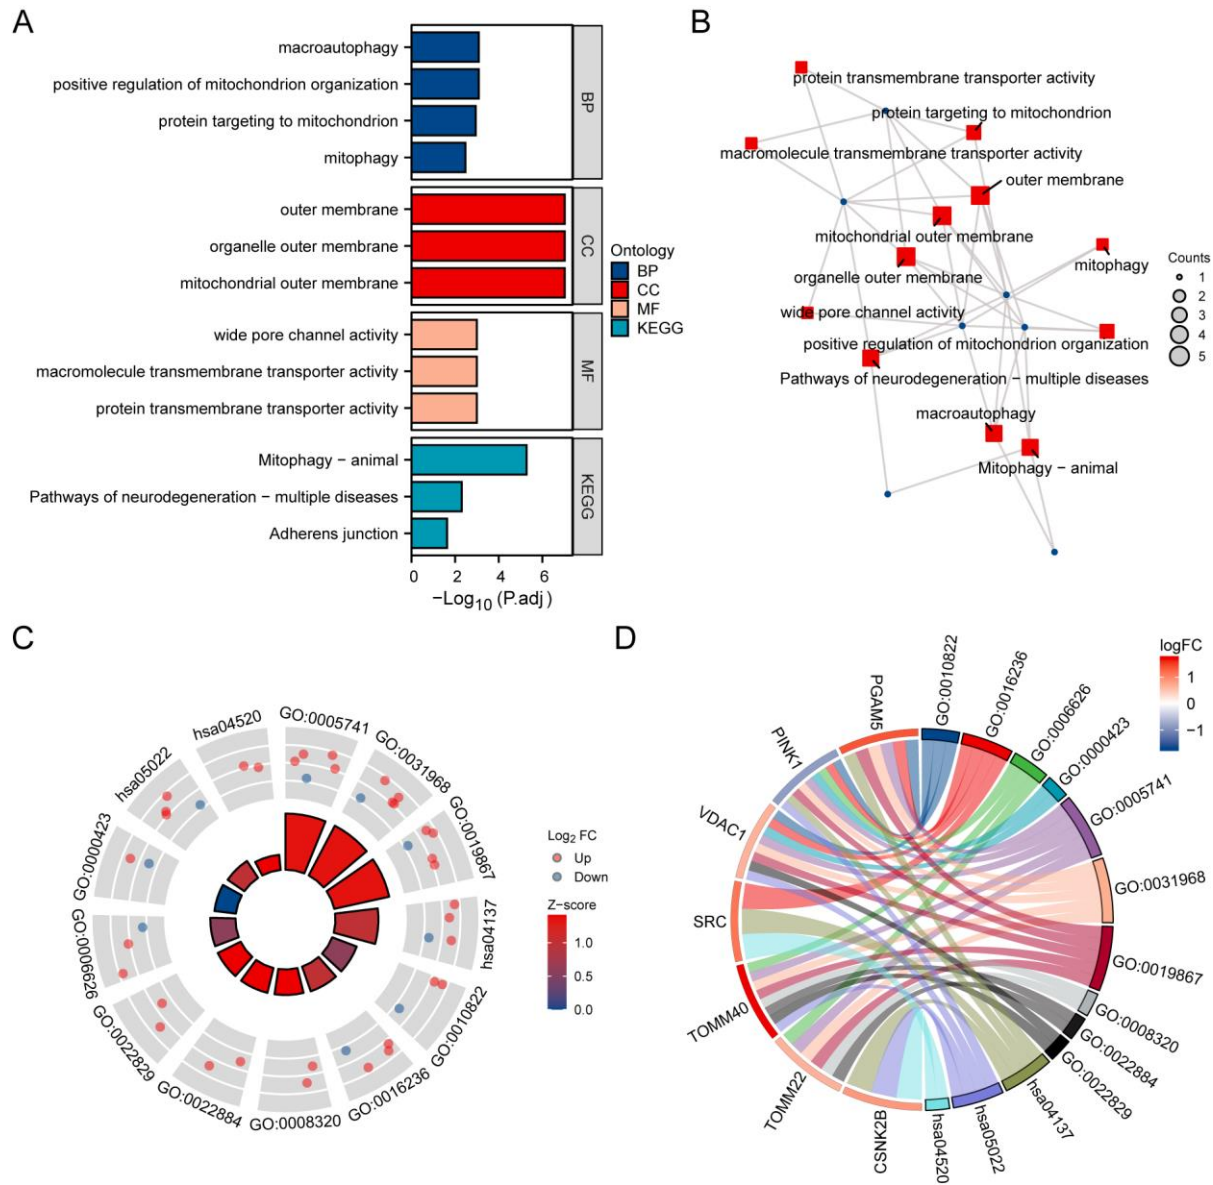 A
macroautophagy
positive regulation of mitochondrion organization
protein targeting to mitochondrion
mitophagy
BP
outer membrane
organelle outer membrane
mitochondrial outer membrane
CC
wide pore channel activity
macromolecule transmembrane transporter activity
protein transmembrane transporter activity
MF
Mitophagy − animal
Pathways of neurodegeneration − multiple diseases
Adherens junction
KEGG
0 2 4 6
−Log10 (P.adj)
Ontology
BP
CC
MF
KEGG
B
protein transmembrane transporter activity
protein targeting to mitochondrion
macromolecule transmembrane transporter activity
outer membrane
mitochondrial outer membrane
mitophagy
organelle outer membrane
wide pore channel activity
positive regulation of mitochondrion organization
Pathways of neurodegeneration − multiple diseases
macroautophagy
Mitophagy − animal
Counts
1
2
3
4
5
C
GO:0005741
GO:0031968
GO:0019867
hsa04137
GO:0010822
GO:0016236
GO:0008320
GO:0022884
GO:0022829
GO:0006626
GO:0000423
hsa05022
hsa04520
Log2 FC
Up
Down
Z−score
1.0
0.5
0.0
D
GO:0010822
GO:0016236
GO:0006626
GO:0000423
GO:0005741
GO:0031968
GO:0019867
GO:0008320
GO:0022884
GO:0022829
hsa04137
hsa05022
hsa04520
CSNK2B
TOMM22
TOMM40
SRC
VDAC1
PINK1
PGAM5
logFC
1
0
−1